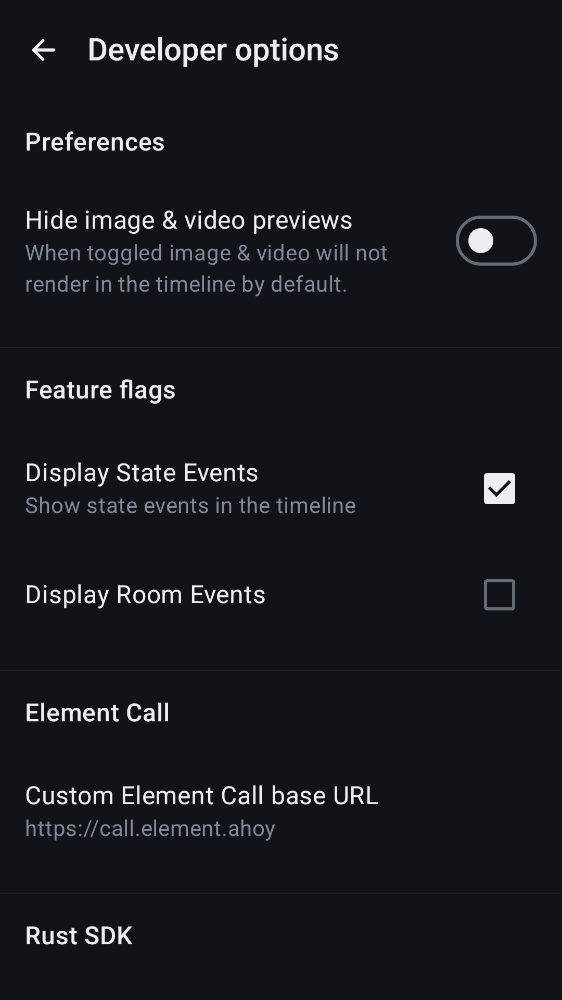 Developer options
Preferences
Hide image & video previews
When toggled image & video will not
render in the timeline by default.
Feature flags
Display State Events
Show state events in the timeline
Display Room Events
Element Call
Custom Element Call base URL
https://call.element.ahoy
Rust SDK